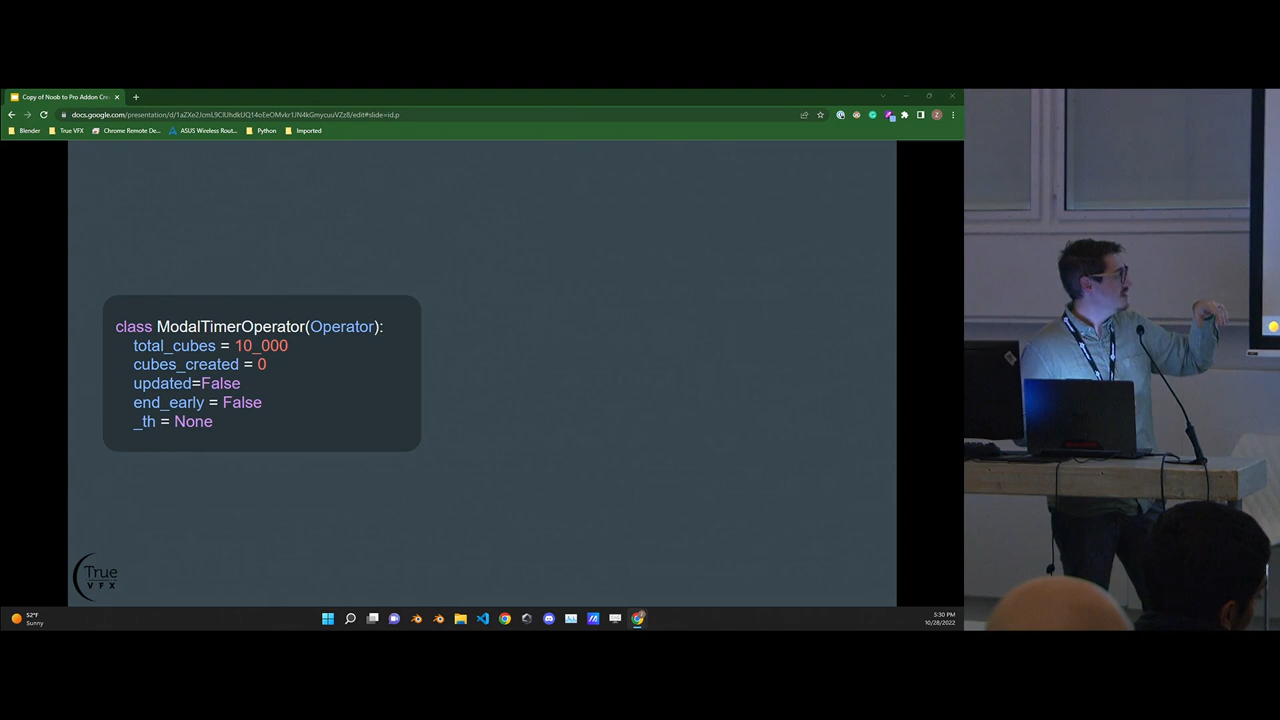 Copy of Noob to Pro Addon Cre
docs.google.com/presentation/d/1aZXe2JcmL9ClUhdkUQ14oEeOMvkr1JN4kGmycuuVZz8/edit#slide=id.p
Blender
True VFX
Chrome Remote De...
ASUS Wireless Rout...
Python
Imported
class ModalTimerOperator(Operator):
total_cubes = 10_000
cubes_created = 0
updated=False
end_early = False
_th = None
True
VFX
52°F
Sunny
5:30 PM
10/28/2022